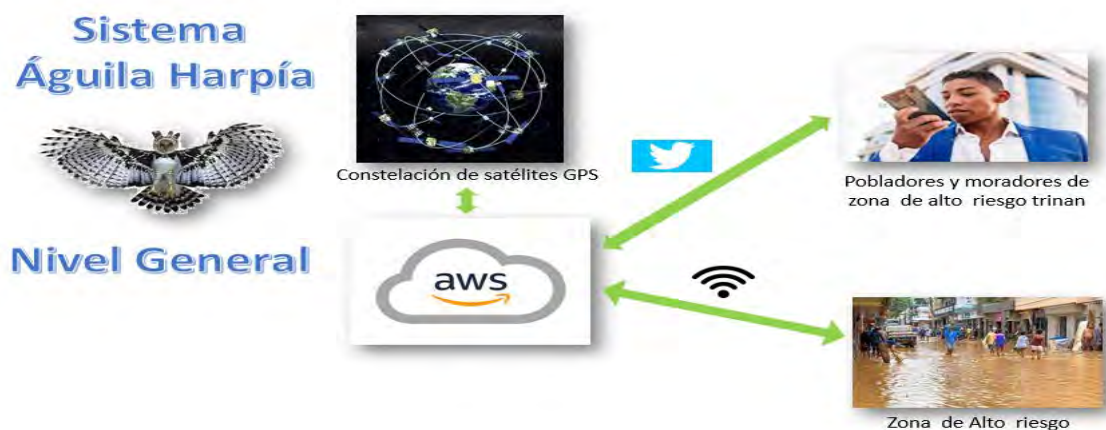 Sistema
Águila Harpía
Nivel General
Constelación de satélites GPS
aws
Pobladores y moradores de
zona de alto riesgo trinan
Zona de Alto riesgo